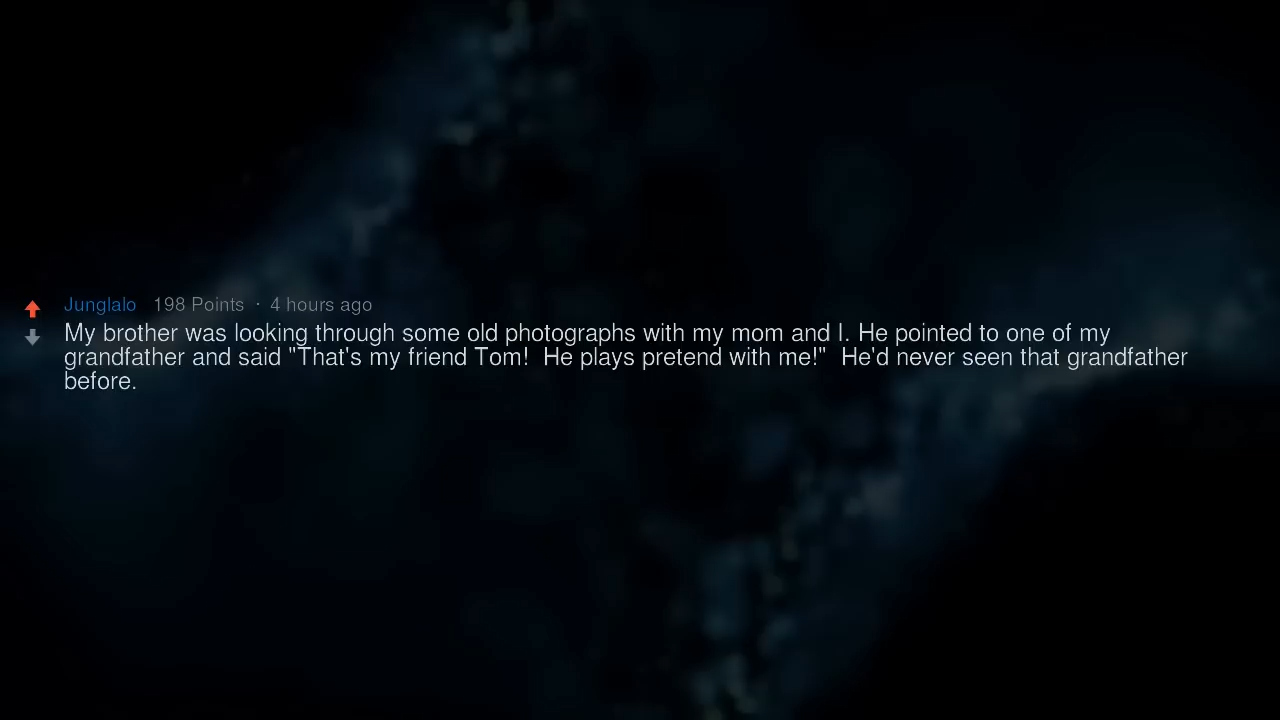 Junglalo 198 Points · 4 hours ago
My brother was looking through some old photographs with my mom and I. He pointed to one of my
grandfather and said "That's my friend Tom!  He plays pretend with me!"  He'd never seen that grandfather
before.